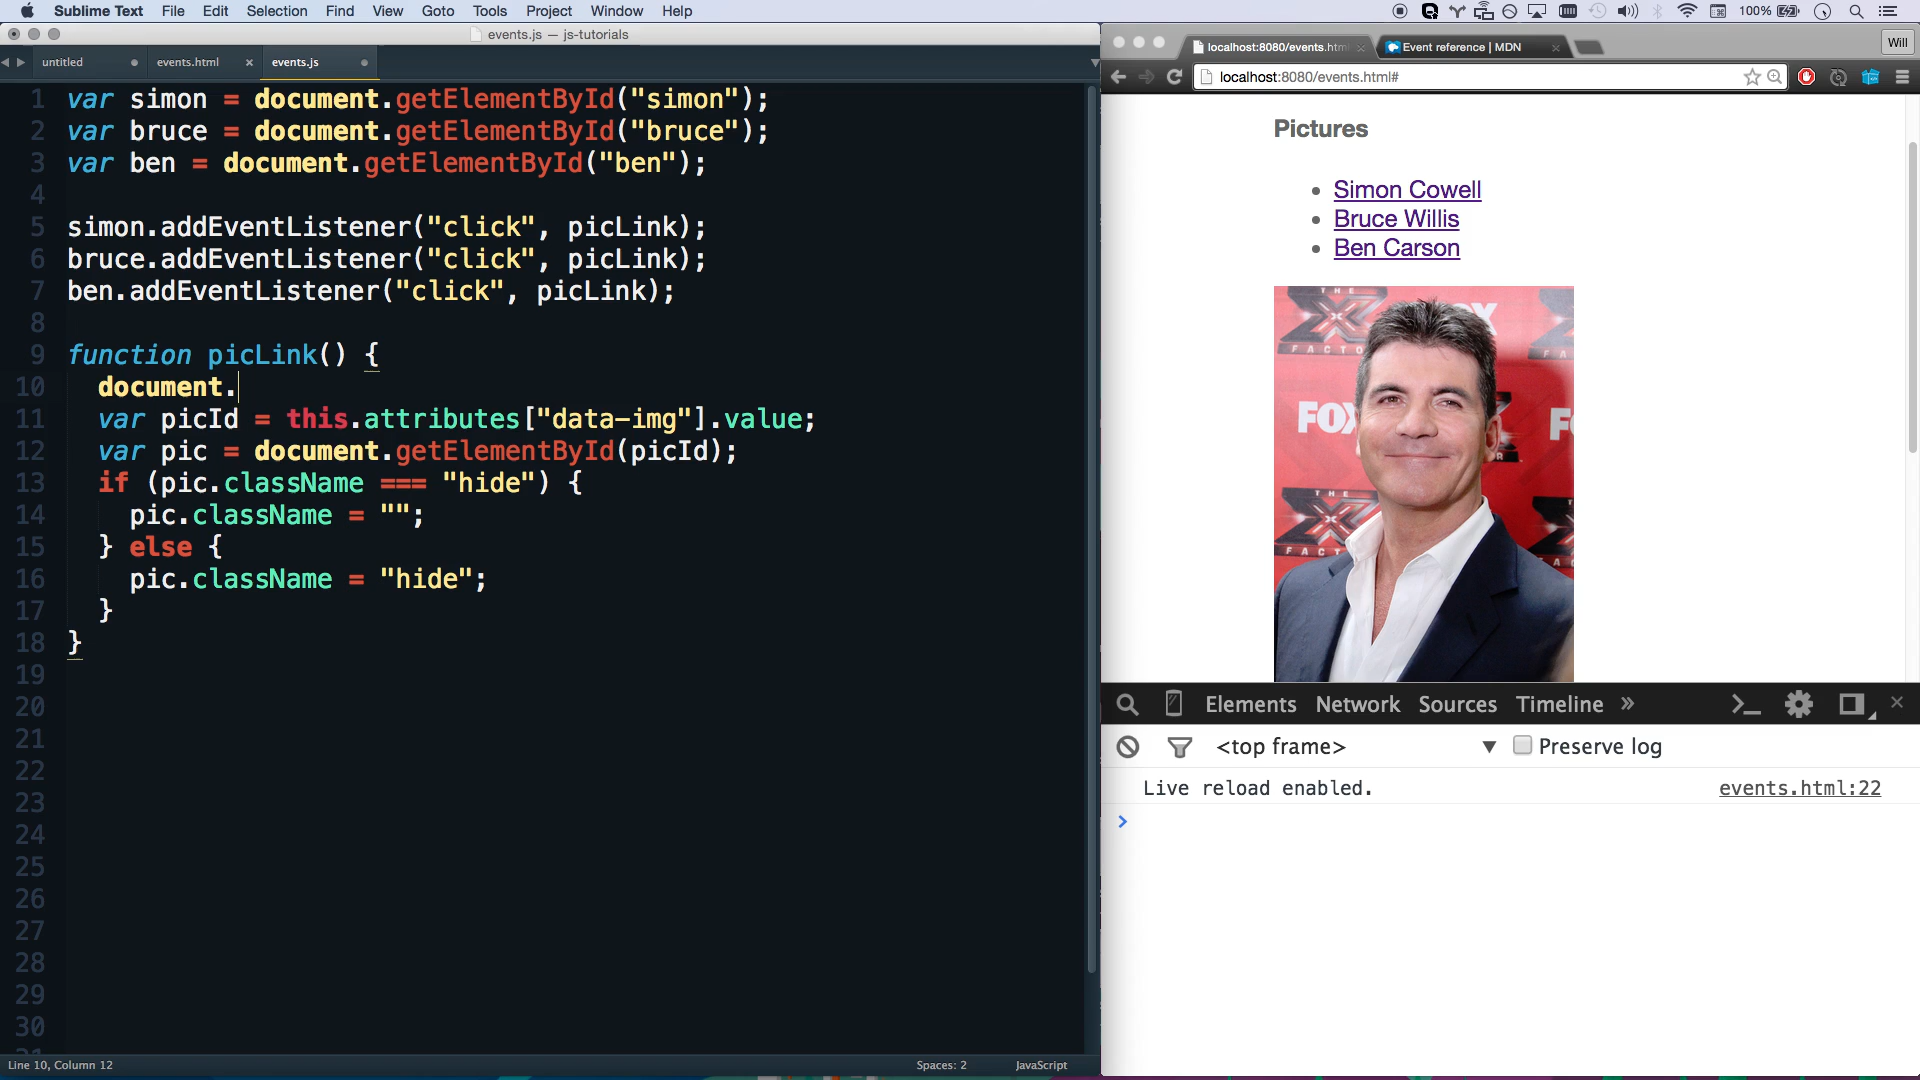 Sublime Text File Edit Selection Find View Goto Tools Project Window Help 100%
events.js — js-tutorials
untitled events.html × events.js
1 var simon = document.getElementById("simon");
2 var bruce = document.getElementById("bruce");
3 var ben = document.getElementById("ben");
4
5 simon.addEventListener("click", picLink);
6 bruce.addEventListener("click", picLink);
7 ben.addEventListener("click", picLink);
8
9 function picLink() {
10 document.
11 var picId = this.attributes["data-img"].value;
12 var pic = document.getElementById(picId);
13 if (pic.className === "hide") {
14 pic.className = "";
15 } else {
16 pic.className = "hide";
17 }
18 }
19
20
21
22
23
24
25
26
27
28
29
30
Line 10, Column 12 Spaces: 2 JavaScript
localhost:8080/events.html × Event reference | MDN × Will
localhost:8080/events.html#
Pictures
• Simon Cowell
• Bruce Willis
• Ben Carson
THE
FACTOR
FOX
THE
FACT
Elements Network Sources Timeline » ×
<top frame> ▼ Preserve log
Live reload enabled. events.html:22
>